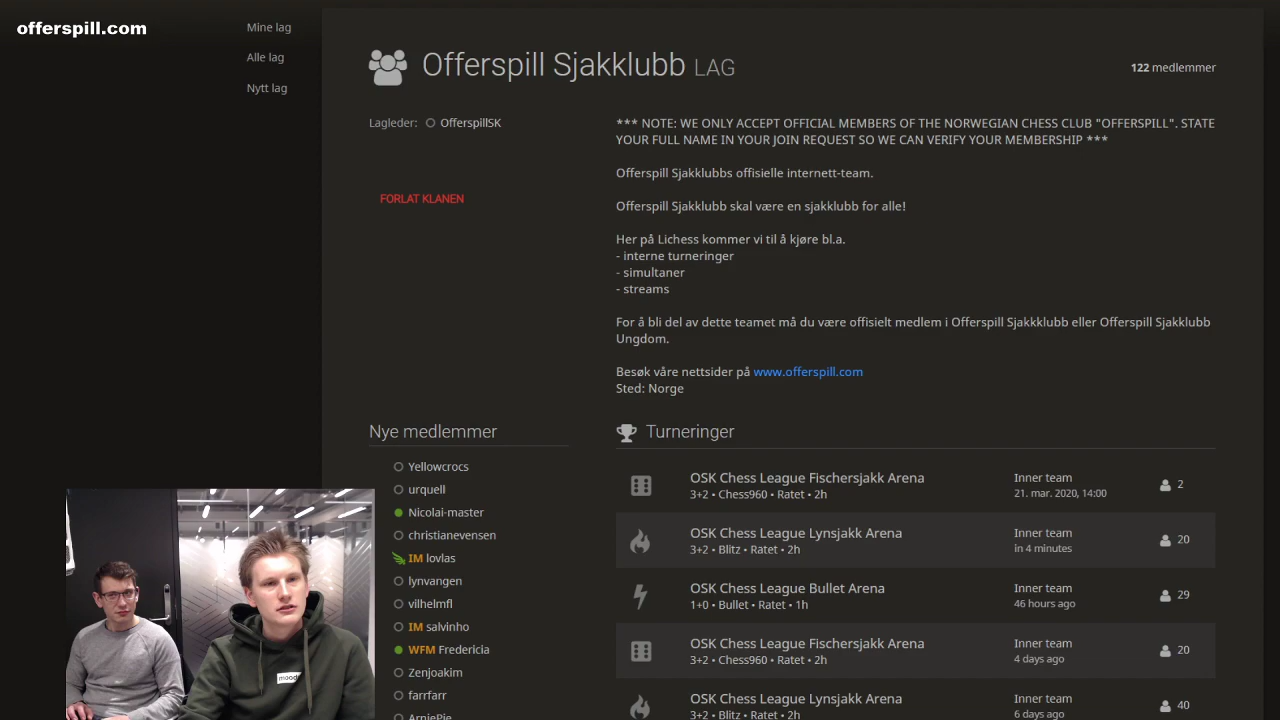 offerspill.com
Mine lag
Alle lag
Nytt lag
Offerspill Sjakklubb LAG
122 medlemmer
Lagleder: OfferspillSK
FORLAT KLANEN
*** NOTE: WE ONLY ACCEPT OFFICIAL MEMBERS OF THE NORWEGIAN CHESS CLUB "OFFERSPILL". STATE
YOUR FULL NAME IN YOUR JOIN REQUEST SO WE CAN VERIFY YOUR MEMBERSHIP ***
Offerspill Sjakklubbs offisielle internett-team.
Offerspill Sjakklubb skal være en sjakklubb for alle!
Her på Lichess kommer vi til å kjøre bl.a.
- interne turneringer
- simultaner
- streams
For å bli del av dette teamet må du være offisielt medlem i Offerspill Sjakkklubb eller Offerspill Sjakklubb
Ungdom.
Besøk våre nettsider på www.offerspill.com
Sted: Norge
Nye medlemmer
Yellowcrocs
urquell
Nicolai-master
christianevensen
IM lovlas
lynvangen
vilhelmfl
IM salvinho
WFM Fredericia
Zenjoakim
farrfarr
ArniePie
Turneringer
OSK Chess League Fischersjakk Arena
3+2 • Chess960 • Ratet • 2h
Inner team
21. mar. 2020, 14:00
2
OSK Chess League Lynsjakk Arena
3+2 • Blitz • Ratet • 2h
Inner team
in 4 minutes
20
OSK Chess League Bullet Arena
1+0 • Bullet • Ratet • 1h
Inner team
46 hours ago
29
OSK Chess League Fischersjakk Arena
3+2 • Chess960 • Ratet • 2h
Inner team
4 days ago
20
OSK Chess League Lynsjakk Arena
3+2 • Blitz • Ratet • 2h
Inner team
6 days ago
40
mood